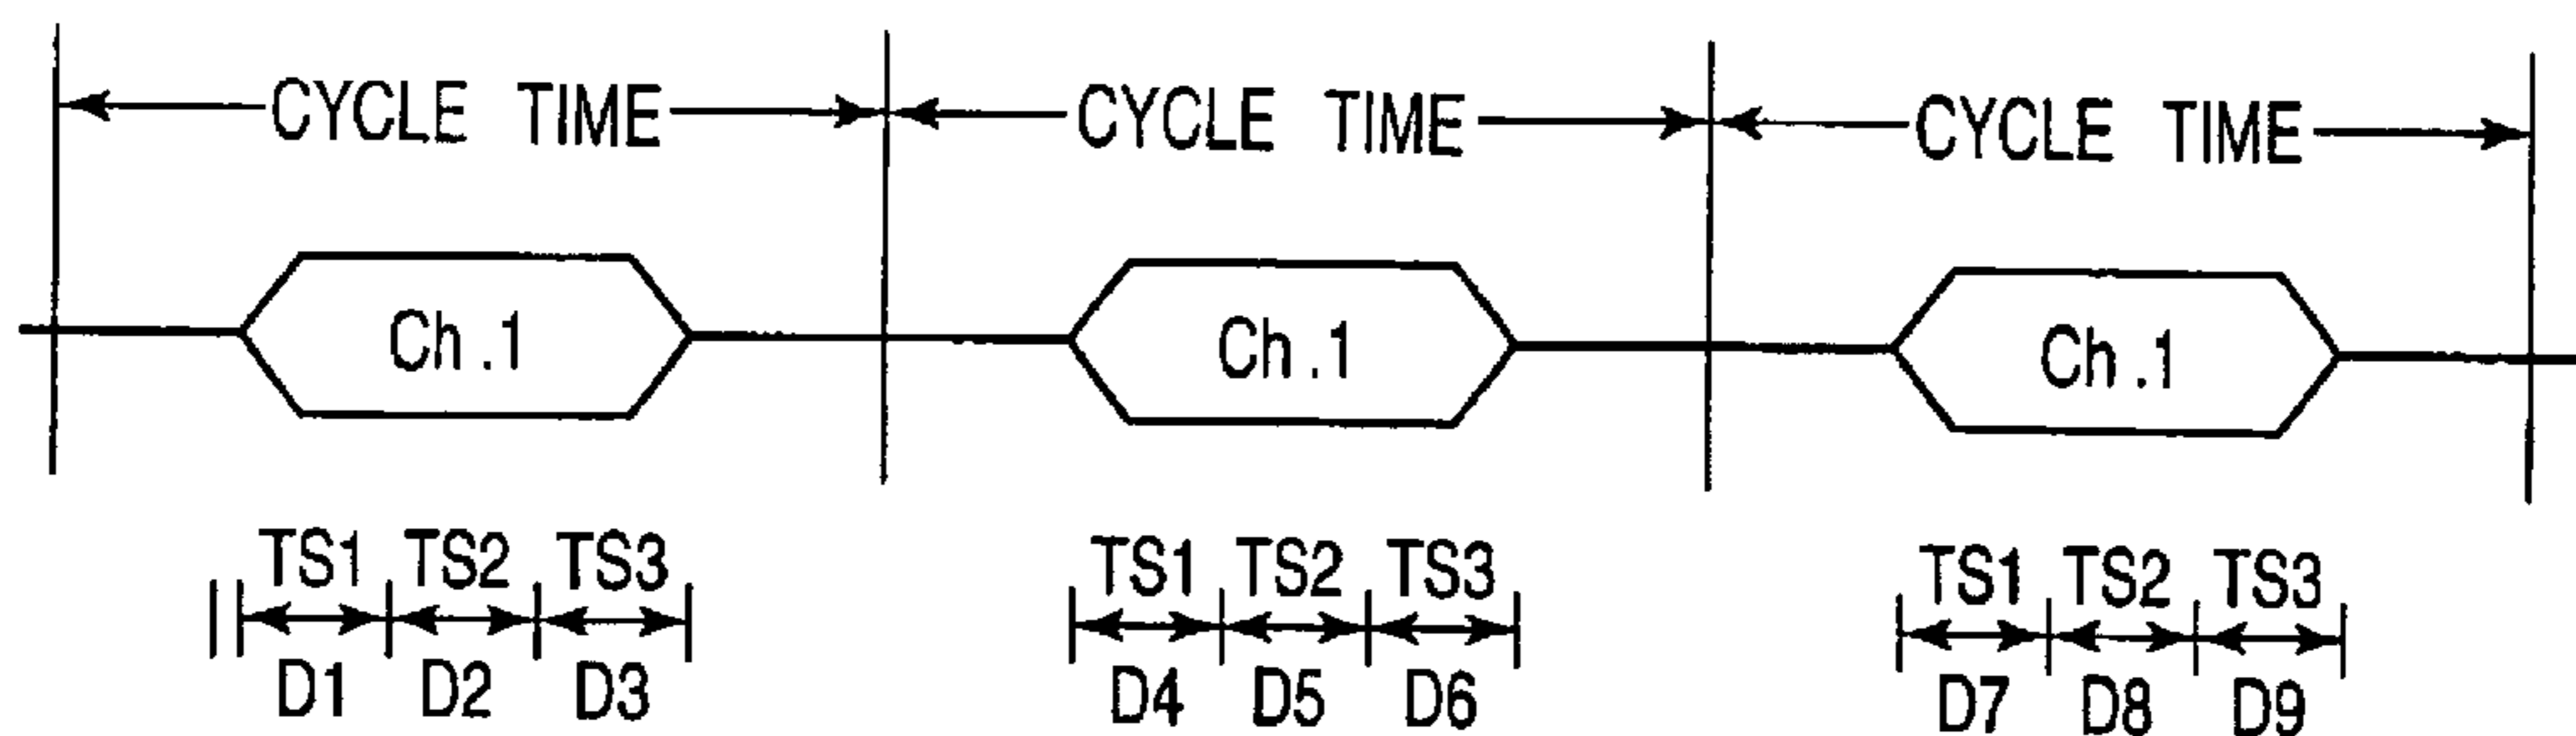 CYCLE TIME CYCLE TIME CYCLE TIME
Ch.1 Ch.1 Ch.1
TS1 TS2 TS3 TS1 TS2 TS3 TS1 TS2 TS3
D1 D2 D3 D4 D5 D6 D7 D8 D9